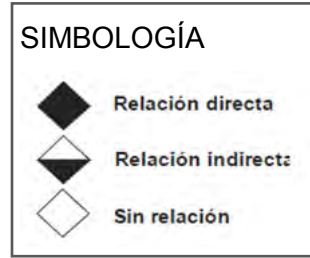 SIMBOLOGÍA
Relación directa
Relación indirecta
Sin relación